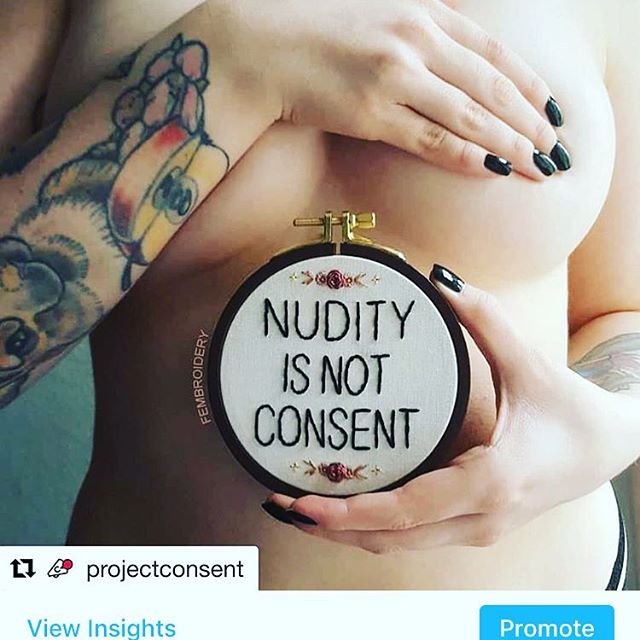 NUDITY
IS NOT
CONSENT
FEMBROIDERY
projectconsent
View Insights
Promote